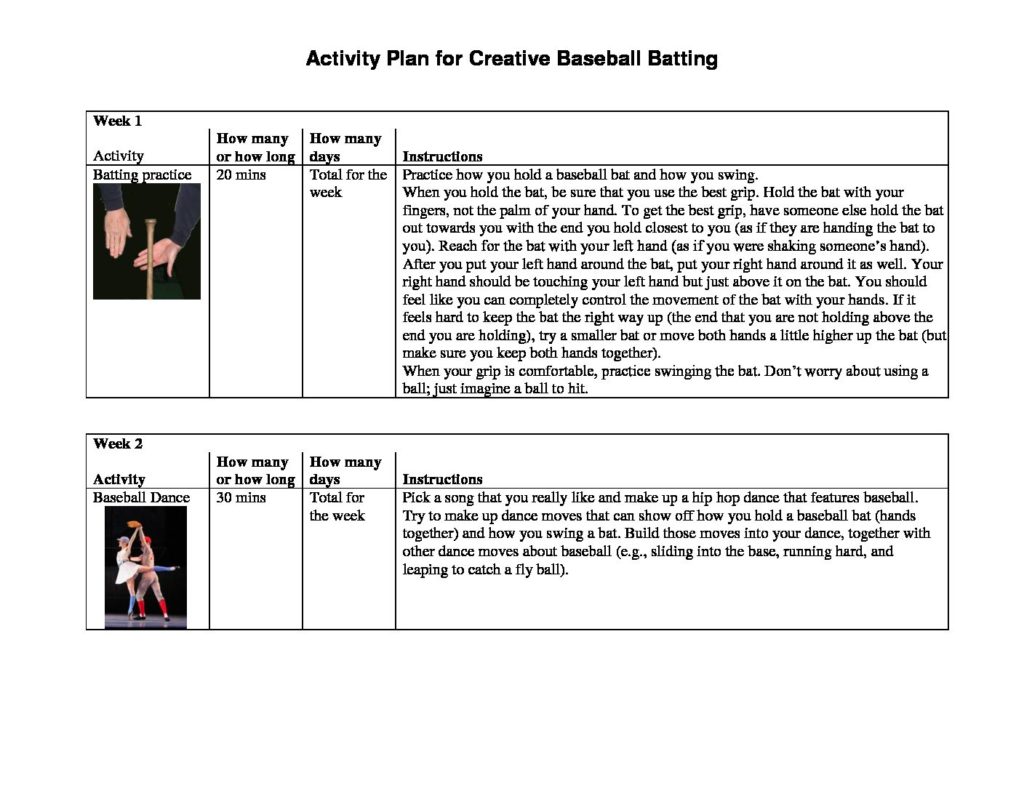 Activity Plan for Creative Baseball Batting
Week 1
Activity
How many
or how long
How many
days
Instructions
Batting practice
20 mins
Total for the
week
Practice how you hold a baseball bat and how you swing.
When you hold the bat, be sure that you use the best grip. Hold the bat with your
fingers, not the palm of your hand. To get the best grip, have someone else hold the bat
out towards you with the end you hold closest to you (as if they are handing the bat to
you). Reach for the bat with your left hand (as if you were shaking someone’s hand).
After you put your left hand around the bat, put your right hand around it as well. Your
right hand should be touching your left hand but just above it on the bat. You should
feel like you can completely control the movement of the bat with your hands. If it
feels hard to keep the bat the right way up (the end that you are not holding above the
end you are holding), try a smaller bat or move both hands a little higher up the bat (but
make sure you keep both hands together).
When your grip is comfortable, practice swinging the bat. Don’t worry about using a
ball; just imagine a ball to hit.
Week 2
Activity
How many
or how long
How many
days
Instructions
Baseball Dance
30 mins
Total for
the week
Pick a song that you really like and make up a hip hop dance that features baseball.
Try to make up dance moves that can show off how you hold a baseball bat (hands
together) and how you swing a bat. Build those moves into your dance, together with
other dance moves about baseball (e.g., sliding into the base, running hard, and
leaping to catch a fly ball).